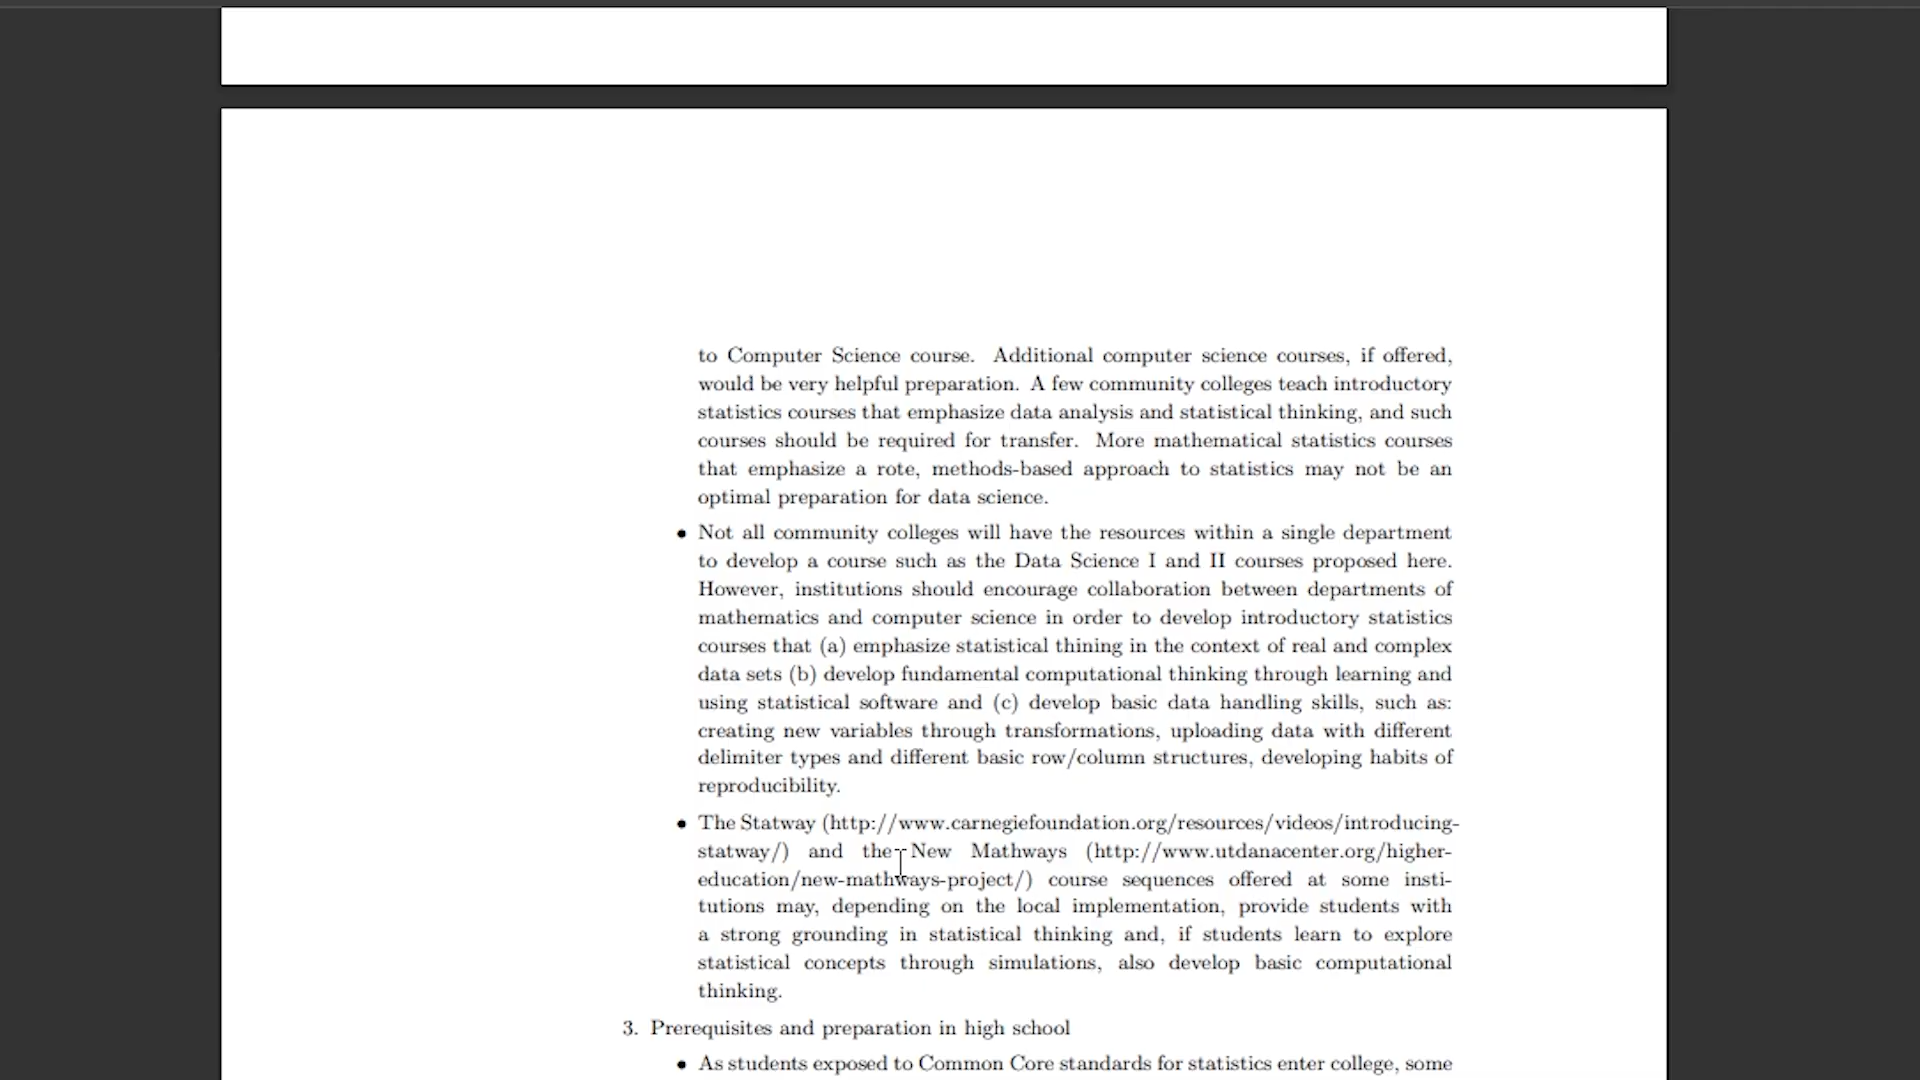 to Computer Science course. Additional computer science courses, if offered,
would be very helpful preparation. A few community colleges teach introductory
statistics courses that emphasize data analysis and statistical thinking, and such
courses should be required for transfer. More mathematical statistics courses
that emphasize a rote, methods-based approach to statistics may not be an
optimal preparation for data science.
• Not all community colleges will have the resources within a single department
to develop a course such as the Data Science I and II courses proposed here.
However, institutions should encourage collaboration between departments of
mathematics and computer science in order to develop introductory statistics
courses that (a) emphasize statistical thining in the context of real and complex
data sets (b) develop fundamental computational thinking through learning and
using statistical software and (c) develop basic data handling skills, such as:
creating new variables through transformations, uploading data with different
delimiter types and different basic row/column structures, developing habits of
reproducibility.
• The Statway (http://www.carnegiefoundation.org/resources/videos/introducing-
statway/) and the New Mathways (http://www.utdanacenter.org/higher-
education/new-mathways-project/) course sequences offered at some insti-
tutions may, depending on the local implementation, provide students with
a strong grounding in statistical thinking and, if students learn to explore
statistical concepts through simulations, also develop basic computational
thinking.
3. Prerequisites and preparation in high school
• As students exposed to Common Core standards for statistics enter college, some